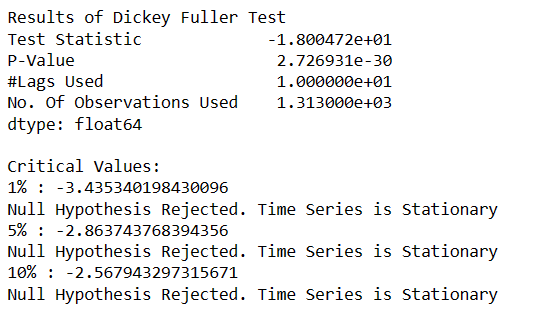 Results of Dickey Fuller Test
Test Statistic -1.800472e+01
P-Value 2.726931e-30
#Lags Used 1.000000e+01
No. Of Observations Used 1.313000e+03
dtype: float64
Critical Values:
1% : -3.435340198430096
Null Hypothesis Rejected. Time Series is Stationary
5% : -2.863743768394356
Null Hypothesis Rejected. Time Series is Stationary
10% : -2.567943297315671
Null Hypothesis Rejected. Time Series is Stationary